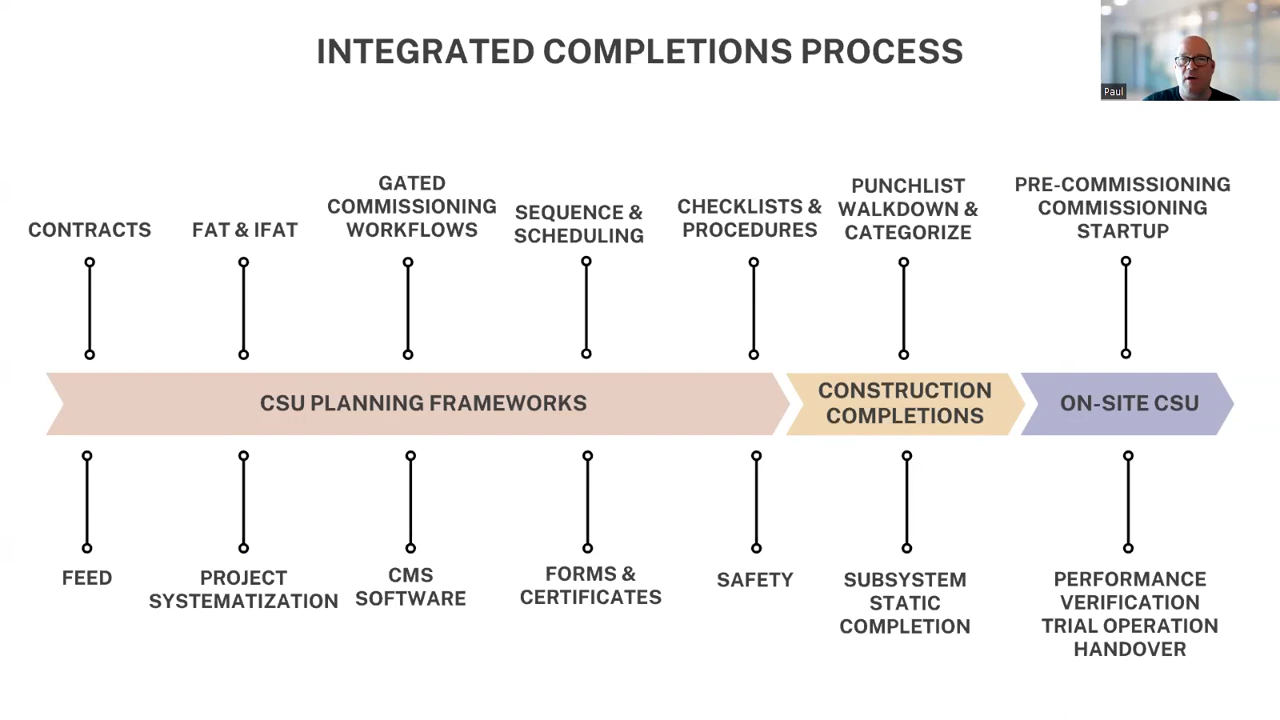 INTEGRATED COMPLETIONS PROCESS
Paul
CONTRACTS
FAT & IFAT
GATED
COMMISSIONING
WORKFLOWS
SEQUENCE &
SCHEDULING
CHECKLISTS &
PROCEDURES
PUNCHLIST
WALKDOWN &
CATEGORIZE
PRE-COMMISSIONING
COMMISSIONING
STARTUP
CSU PLANNING FRAMEWORKS
CONSTRUCTION
COMPLETIONS
ON-SITE CSU
FEED
PROJECT
SYSTEMATIZATION
CMS
SOFTWARE
FORMS &
CERTIFICATES
SAFETY
SUBSYSTEM
STATIC
COMPLETION
PERFORMANCE
VERIFICATION
TRIAL OPERATION
HANDOVER